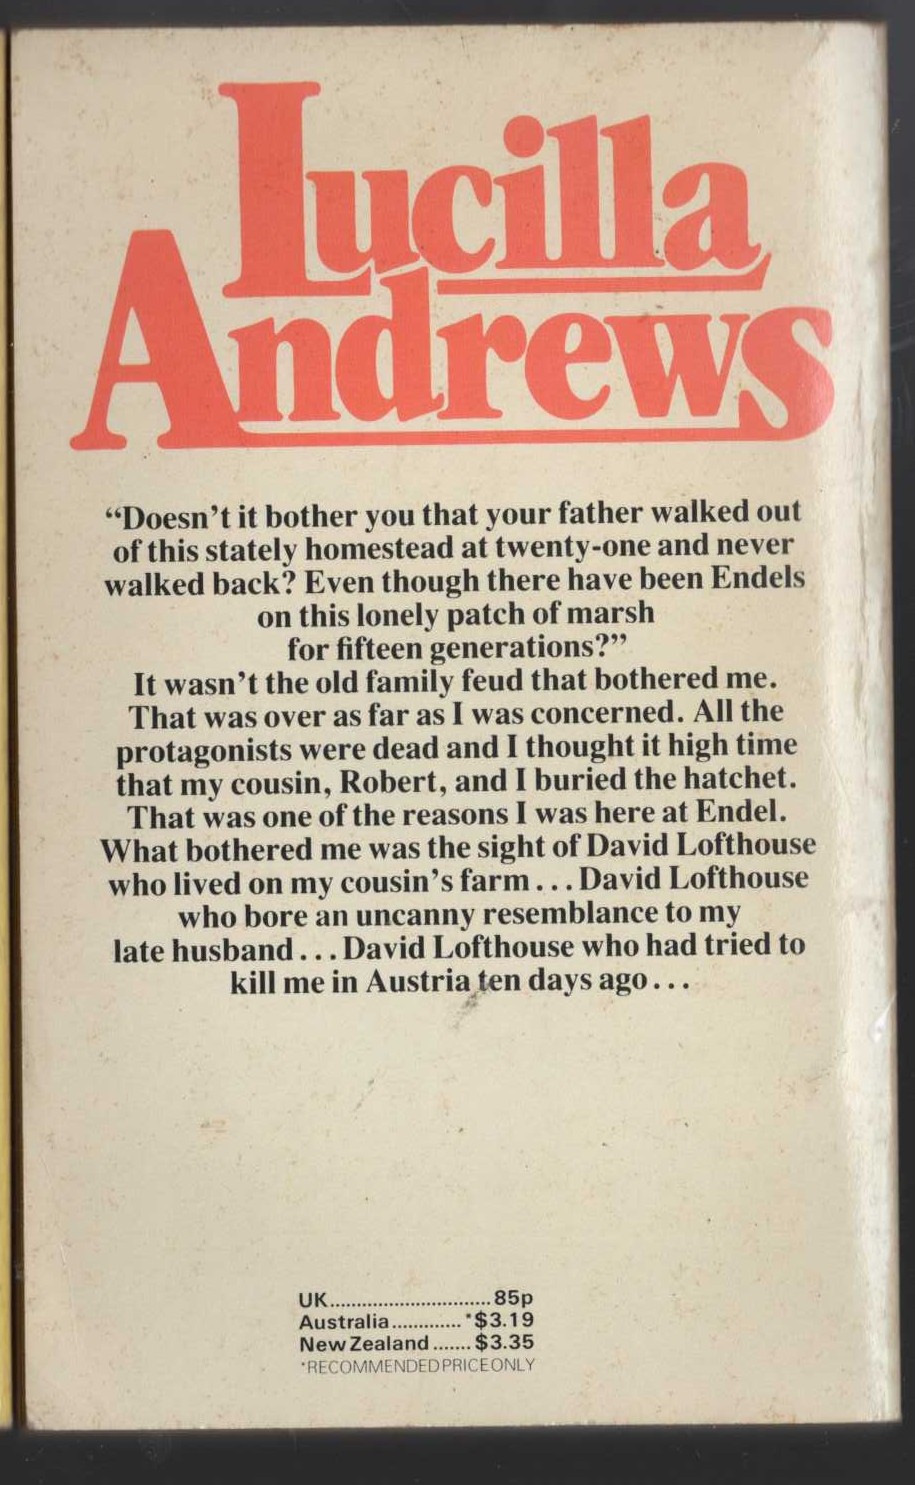 Lucilla
Andrews
“Doesn’t it bother you that your father walked out
of this stately homestead at twenty-one and never
walked back? Even though there have been Endels
on this lonely patch of marsh
for fifteen generations?”
It wasn’t the old family feud that bothered me.
That was over as far as I was concerned. All the
protagonists were dead and I thought it high time
that my cousin, Robert, and I buried the hatchet.
That was one of the reasons I was here at Endel.
What bothered me was the sight of David Lofthouse
who lived on my cousin’s farm... David Lofthouse
who bore an uncanny resemblance to my
late husband... David Lofthouse who had tried to
kill me in Austria ten days ago...
UK.............................. 85p
Australia ............. *$3.19
New Zealand ....... $3.35
*RECOMMENDED PRICE ONLY